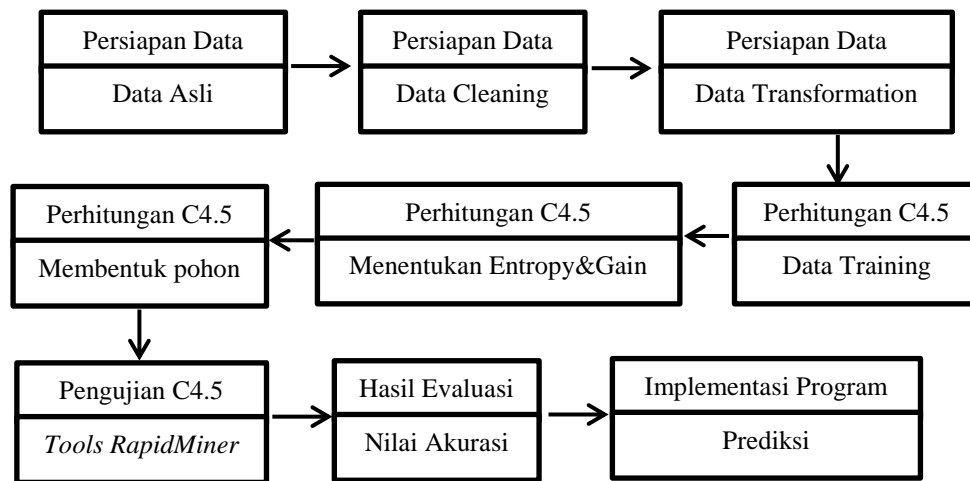 Persiapan Data
Data Asli
Persiapan Data
Data Cleaning
Persiapan Data
Data Transformation
Perhitungan C4.5
Data Training
Perhitungan C4.5
Menentukan Entropy&Gain
Perhitungan C4.5
Membentuk pohon
Pengujian C4.5
Tools RapidMiner
Hasil Evaluasi
Nilai Akurasi
Implementasi Program
Prediksi